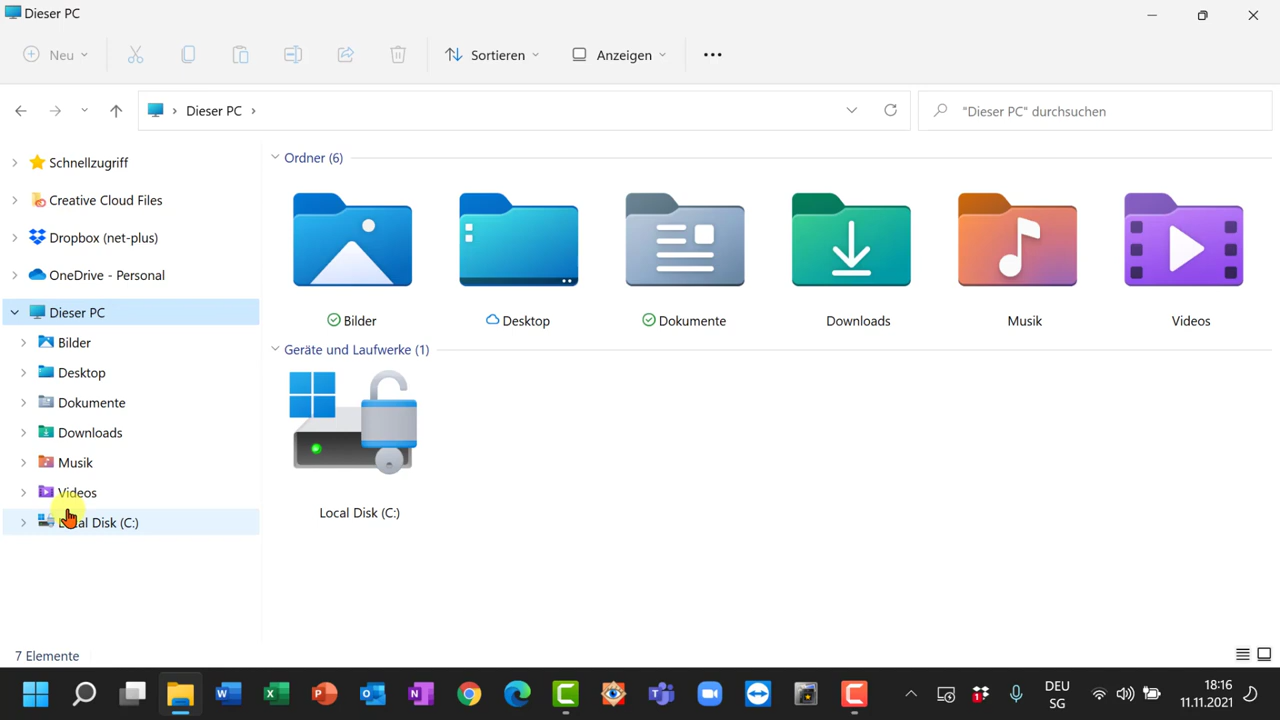 Dieser PC
Neu
Sortieren
Anzeigen
Dieser PC
"Dieser PC" durchsuchen
Schnellzugriff
Creative Cloud Files
Dropbox (net-plus)
OneDrive - Personal
Dieser PC
Bilder
Desktop
Dokumente
Downloads
Musik
Videos
Local Disk (C:)
Ordner (6)
Bilder
Desktop
Dokumente
Downloads
Musik
Videos
Geräte und Laufwerke (1)
Local Disk (C:)
7 Elemente
DEU
SG
18:16
11.11.2021